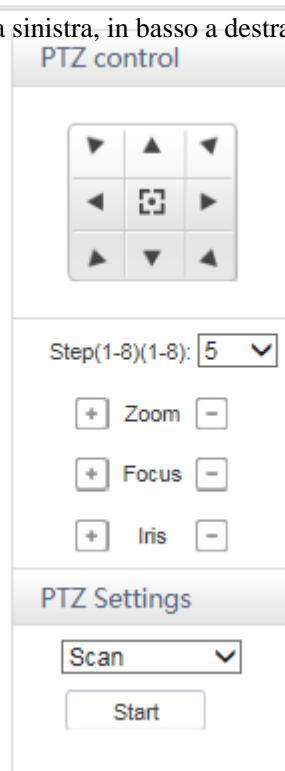 a sinistra, in basso a destra
PTZ control
Step(1-8)(1-8): 5
+ Zoom −
+ Focus −
+ Iris −
PTZ Settings
Scan
Start